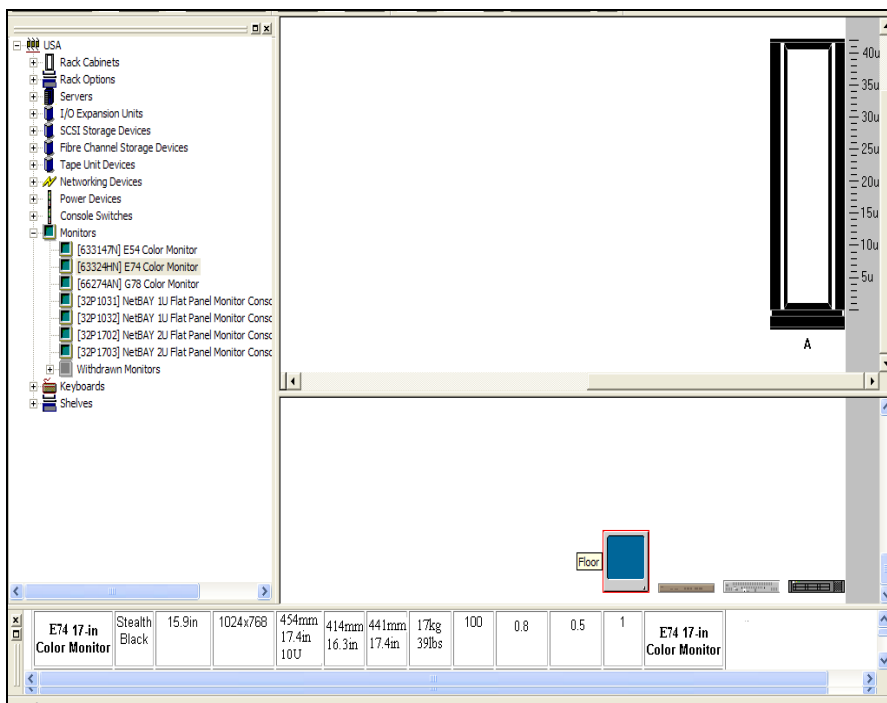 USA
Rack Cabinets
Rack Options
Servers
I/O Expansion Units
SCSI Storage Devices
Fibre Channel Storage Devices
Tape Unit Devices
Networking Devices
Power Devices
Console Switches
Monitors
[633147N] E54 Color Monitor
[63324HN] E74 Color Monitor
[66274AN] G78 Color Monitor
[32P1031] NetBAY 1U Flat Panel Monitor Consc
[32P1032] NetBAY 1U Flat Panel Monitor Consc
[32P1702] NetBAY 2U Flat Panel Monitor Consc
[32P1703] NetBAY 2U Flat Panel Monitor Consc
Withdrawn Monitors
Keyboards
Shelves
40u
35u
30u
25u
20u
15u
10u
5u
A
Floor
E74 17-in
Color Monitor
Stealth
Black
15.9in
1024x768
454mm
17.4in
10U
414mm
16.3in
441mm
17.4in
17kg
39lbs
100
0.8
0.5
1
E74 17-in
Color Monitor